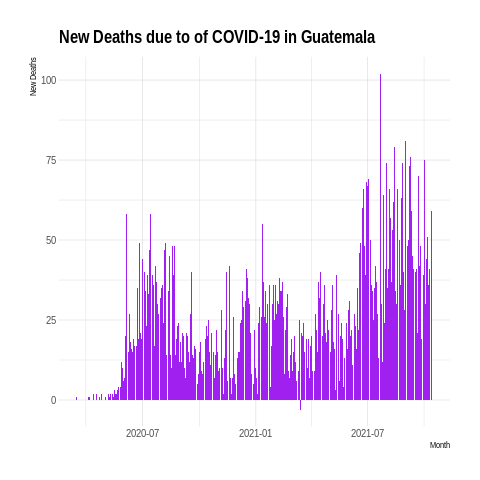 New Deaths due to of COVID-19 in Guatemala
New Deaths
100
75
50
25
0
2020-07
2021-01
2021-07
Month